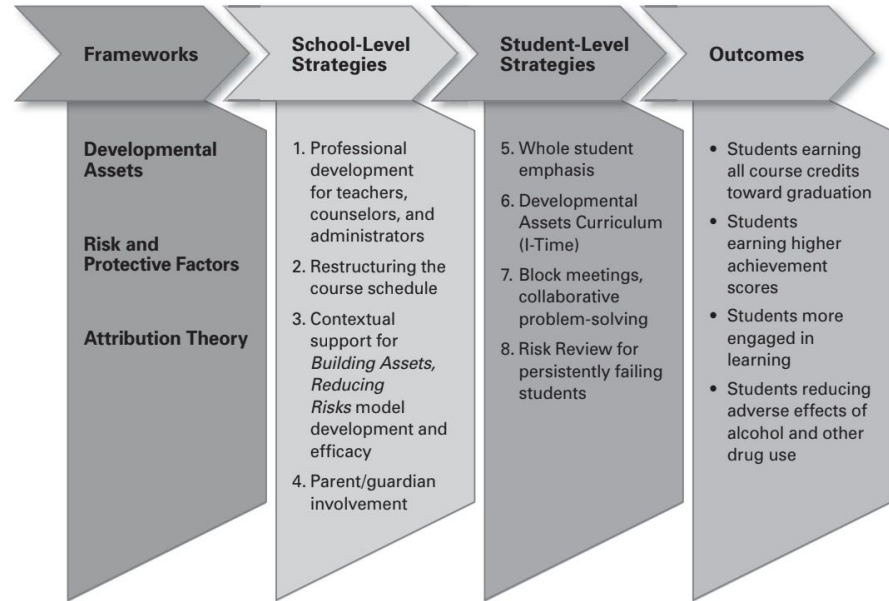 Frameworks
School-Level
Strategies
Student-Level
Strategies
Outcomes
Developmental
Assets
Risk and
Protective Factors
Attribution Theory
1. Professional
development
for teachers,
counselors, and
administrators
2. Restructuring the
course schedule
3. Contextual
support for
Building Assets,
Reducing
Risks model
development and
efficacy
4. Parent/guardian
involvement
5. Whole student
emphasis
6. Developmental
Assets Curriculum
(I-Time)
7. Block meetings,
collaborative
problem-solving
8. Risk Review for
persistently failing
students
• Students earning
all course credits
toward graduation
• Students
earning higher
achievement
scores
• Students more
engaged in
learning
• Students reducing
adverse effects of
alcohol and other
drug use